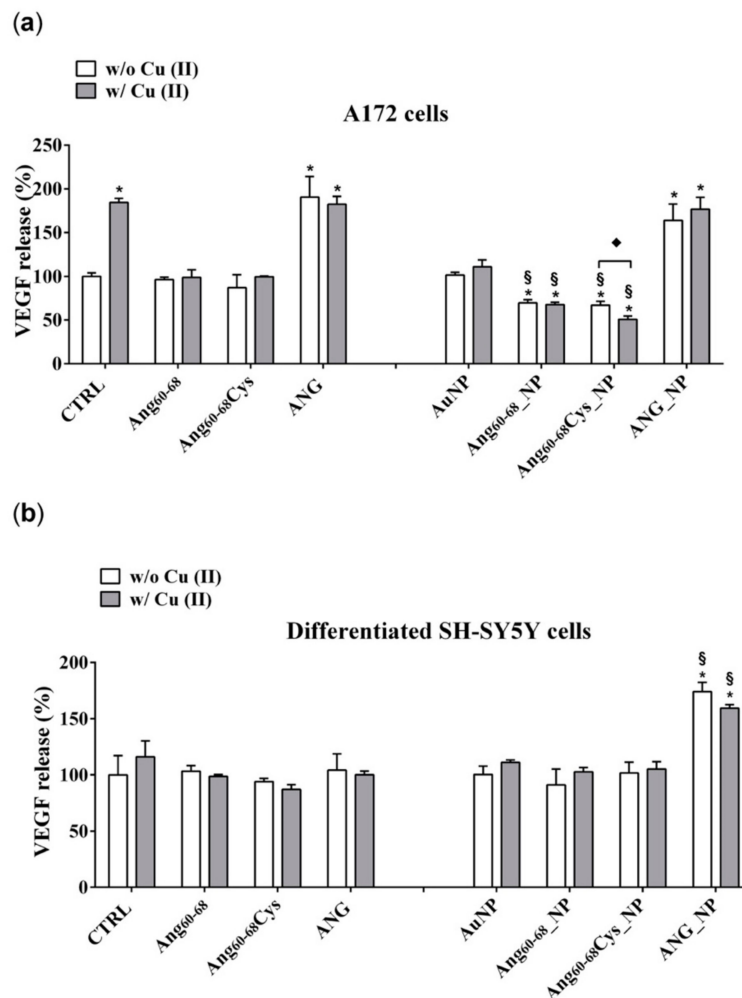 (a)
w/o Cu (II)
w/ Cu (II)
A172 cells
VEGF release (%)
250
200
150
100
50
0
*
*
*
§
*
§
*
◆
§
*
§
*
*
*
CTRL
Ang60-68
Ang60-68Cys
ANG
AuNP
Ang60-68_NP
Ang60-68Cys_NP
ANG_NP
(b)
w/o Cu (II)
w/ Cu (II)
Differentiated SH-SY5Y cells
VEGF release (%)
200
150
100
50
0
§
*
§
*
CTRL
Ang60-68
Ang60-68Cys
ANG
AuNP
Ang60-68_NP
Ang60-68Cys_NP
ANG_NP